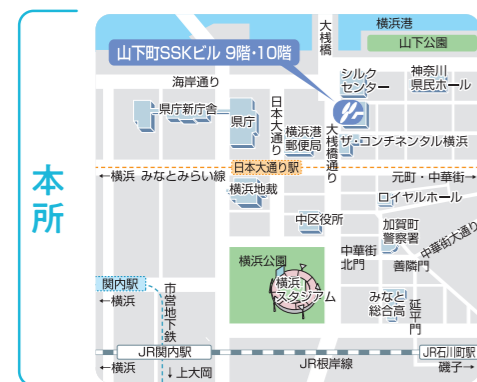 本所
横浜港
大桟橋
山下公園
山下町SSKビル 9階・10階
海岸通り
シルク
センター
神奈川
県民ホール
県庁新庁舎
県庁
日本大通り
横浜港
郵便局
大桟橋通り
ザ・コンチネンタル横浜
日本大通り駅
←横浜 みなとみらい線
元町・中華街→
横浜地裁
ロイヤルホール
中区役所
加賀町
警察署
中華街大通り
中華街
北門
善隣門
横浜公園
横浜
スタジアム
関内駅
←横浜
市営地下鉄
みなと
総合高
延平門
JR関内駅
JR石川町駅
←横浜
↓上大岡
JR根岸線
磯子→